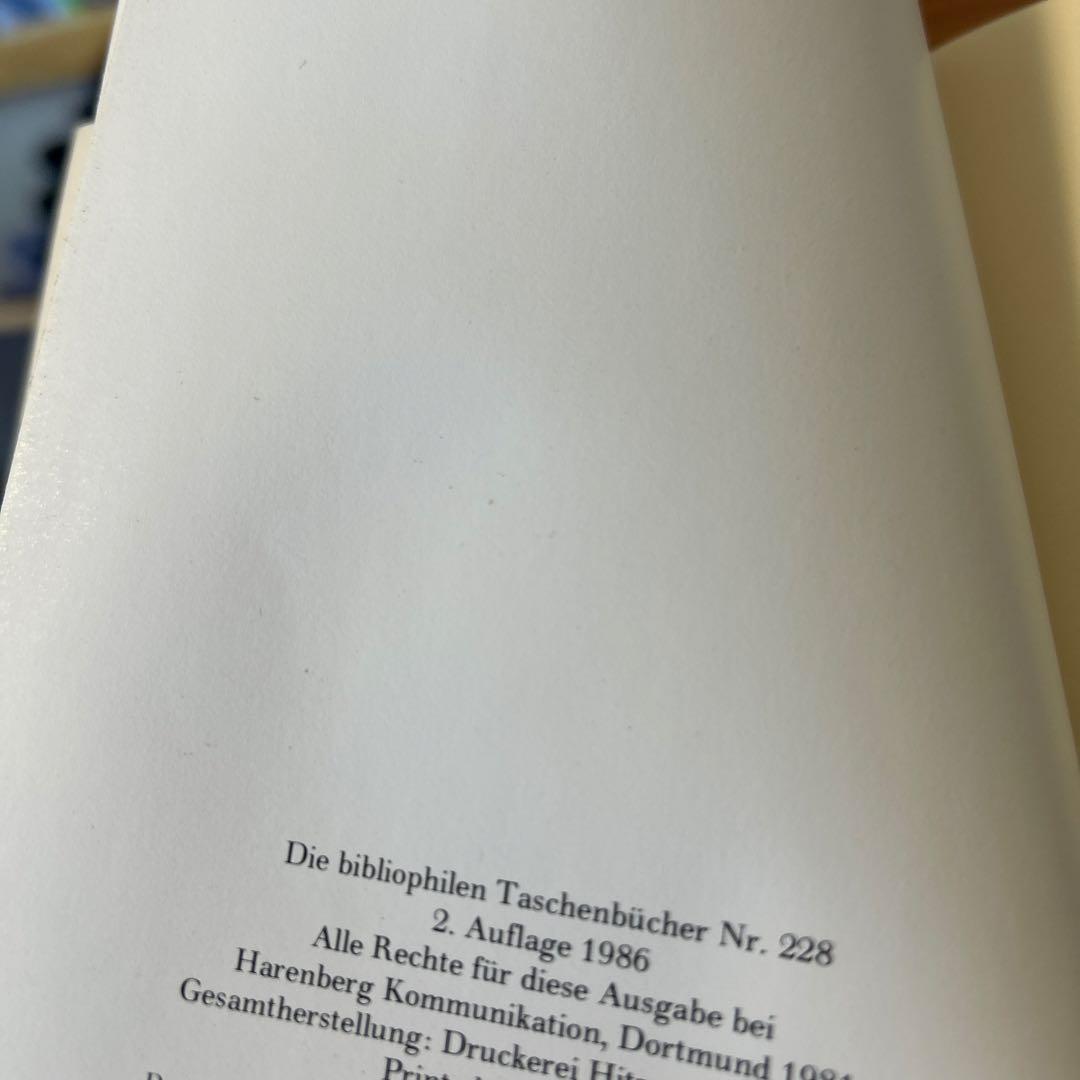 Die bibliophilen Taschenbücher Nr. 228
2. Auflage 1986
Alle Rechte für diese Ausgabe bei
Harenberg Kommunikation, Dortmund
Gesamtherstellung: Druckerei